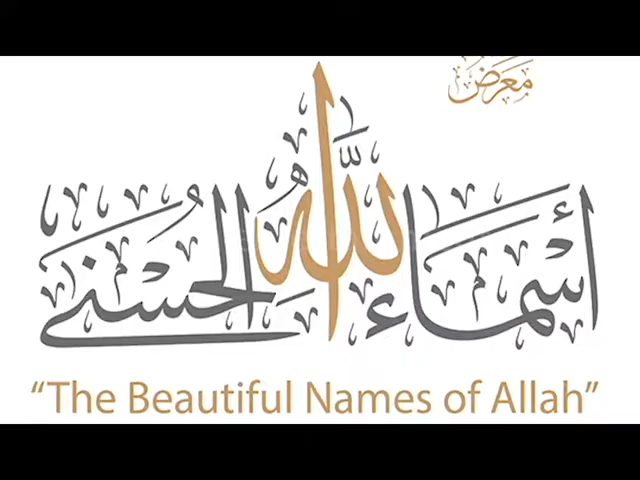 معرض
أسماء الله الحسنى
“The Beautiful Names of Allah”